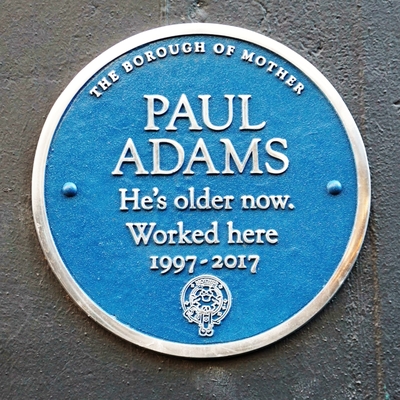 THE BOROUGH OF MOTHER
PAUL
ADAMS
He's older now.
Worked here
1997-2017